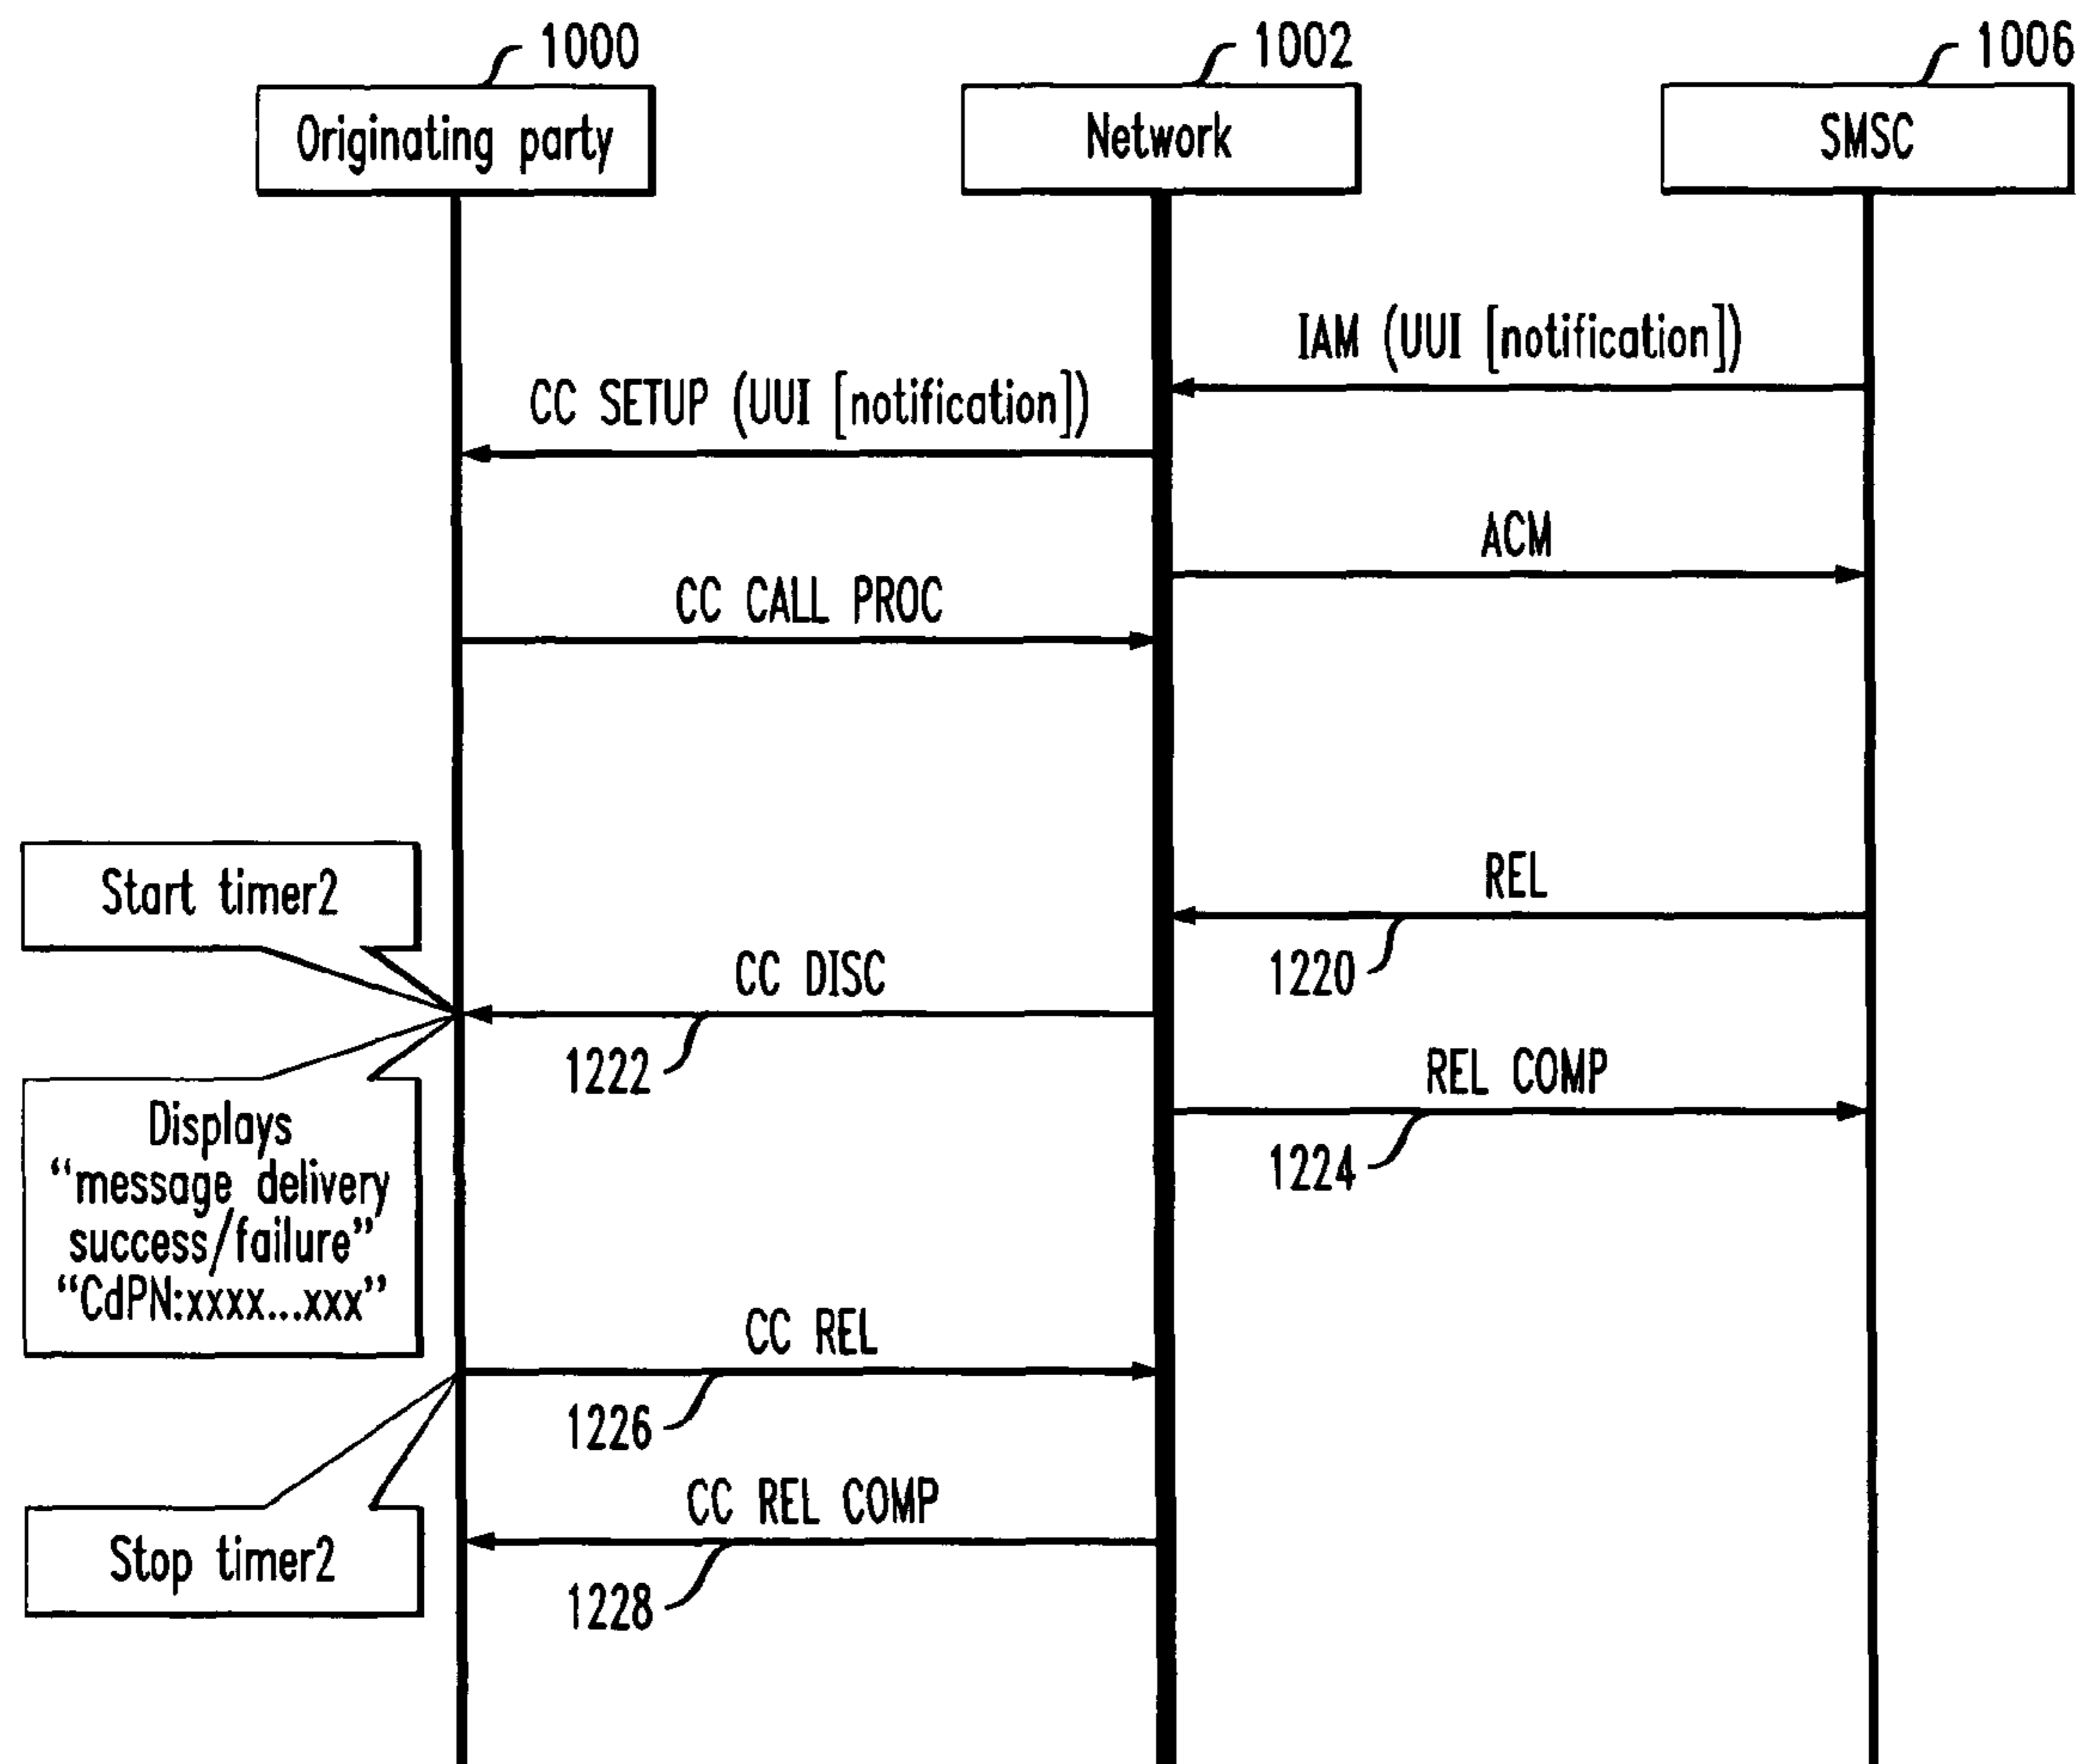 1000
1002
1006
Originating party
Network
SMSC
IAM (UUI [notification])
CC SETUP (UUI [notification])
ACM
CC CALL PROC
Start timer2
REL
1220
CC DISC
1222
REL COMP
1224
Displays
“message delivery
success/failure”
“CdPN:xxxx...xxx”
CC REL
1226
CC REL COMP
Stop timer2
1228